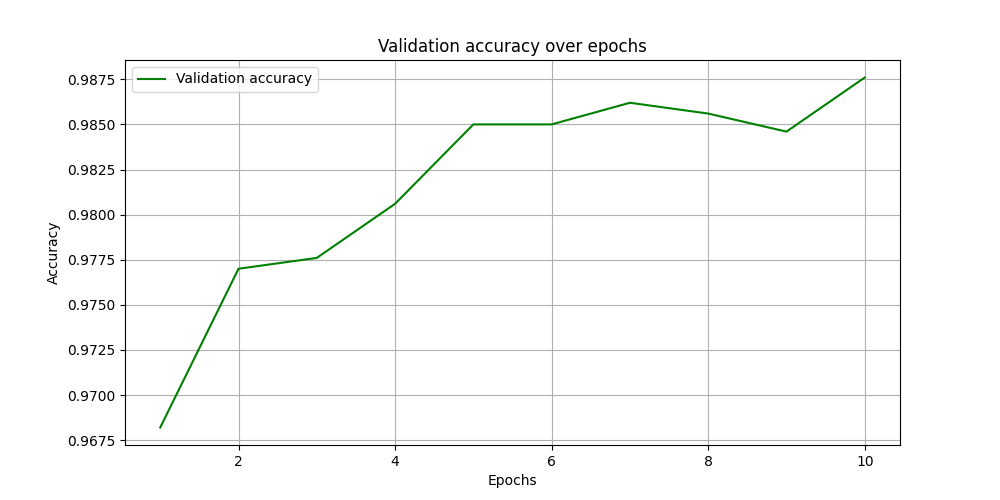 Validation accuracy over epochs
Validation accuracy
0.9875
0.9850
0.9825
0.9800
0.9775
0.9750
0.9725
0.9700
0.9675
Accuracy
2 4 6 8 10
Epochs